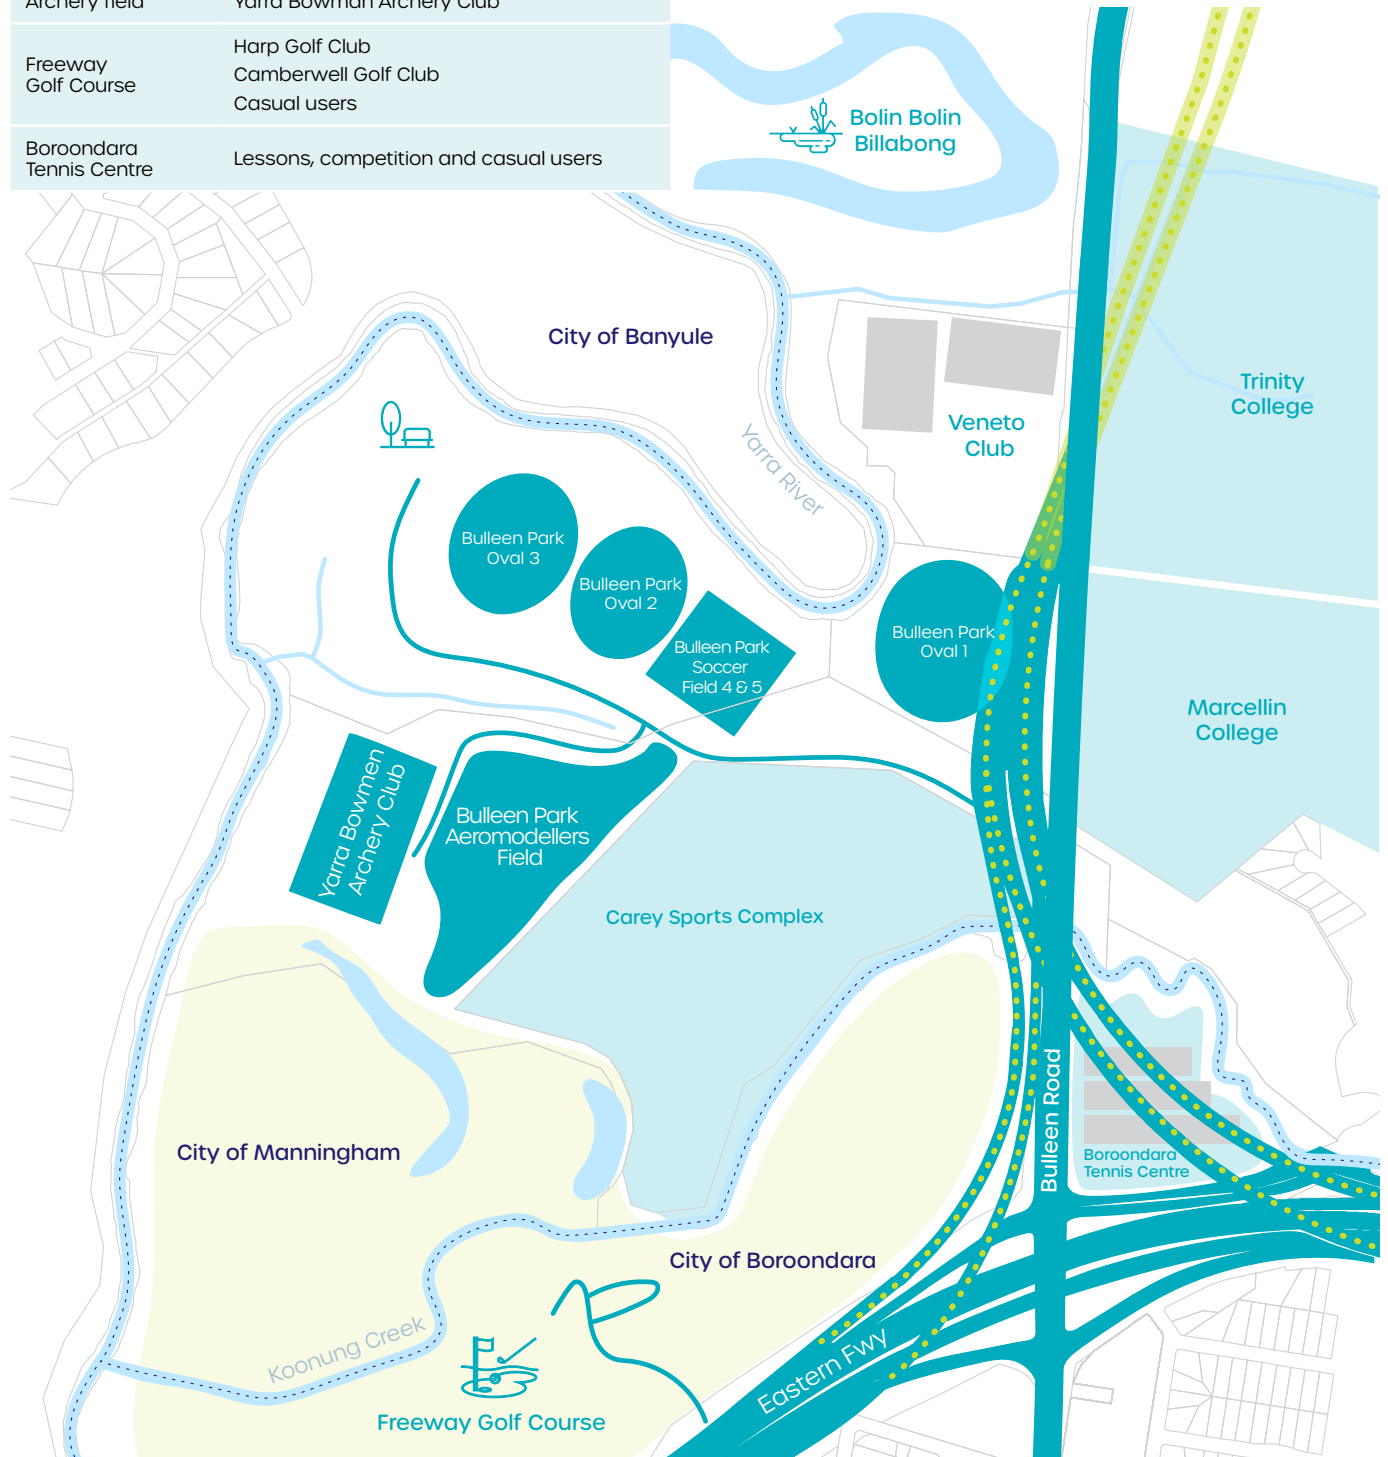 Archery field
Yarra Bowman Archery Club
Freeway
Golf Course
Harp Golf Club
Camberwell Golf Club
Casual users
Boroondara
Tennis Centre
Lessons, competition and casual users
Bolin Bolin
Billabong
City of Banyule
Trinity
College
Veneto
Club
Yarra River
Bulleen Park
Oval 3
Bulleen Park
Oval 2
Bulleen Park
Soccer
Field 4 & 5
Bulleen Park
Oval 1
Marcellin
College
Yarra Bowmen
Archery Club
Bulleen Park
Aeromodellers
Field
Carey Sports Complex
City of Manningham
Bulleen Road
Boroondara
Tennis Centre
City of Boroondara
Koonung Creek
Eastern Fwy
Freeway Golf Course